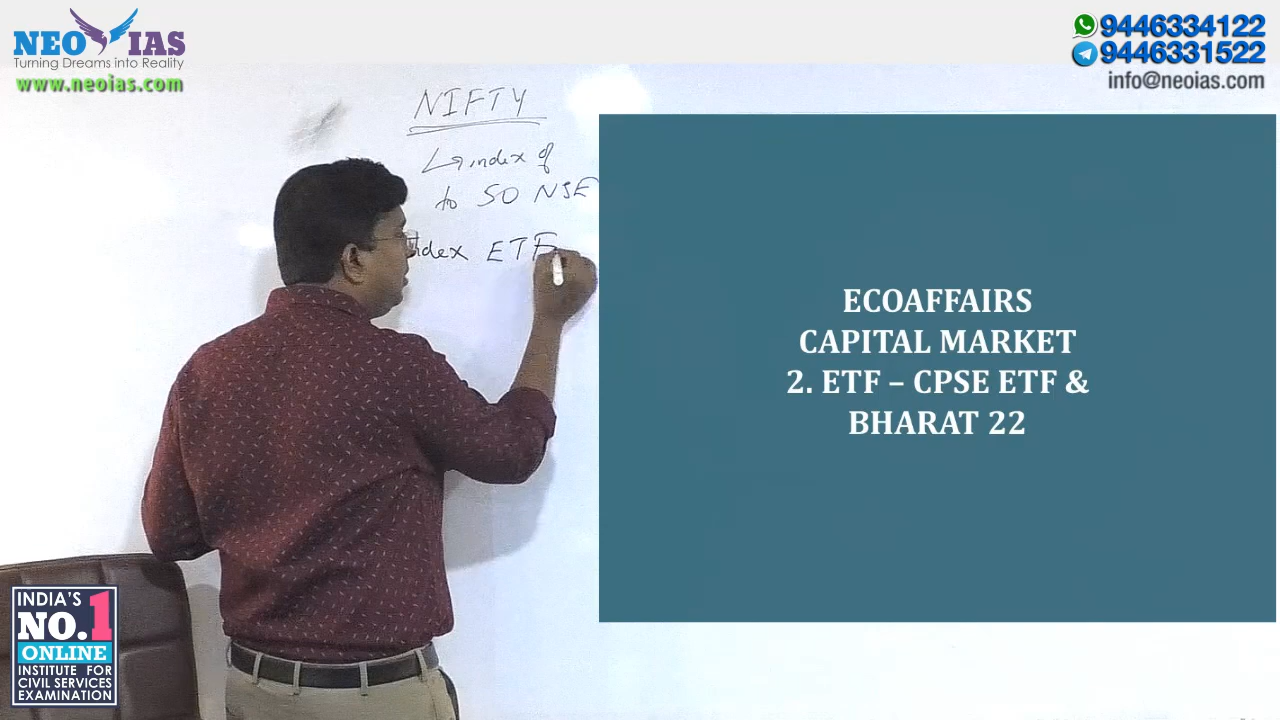 NEO IAS
Turning Dreams into Reality
www.neoias.com
9446334122
9446331522
info@neoias.com
NIFTY
↳ index of
to 50 NSE
Index ETF
ECOAFFAIRS
CAPITAL MARKET
2. ETF – CPSE ETF &
BHARAT 22
INDIA'S
NO.1
ONLINE
INSTITUTE FOR
CIVIL SERVICES
EXAMINATION